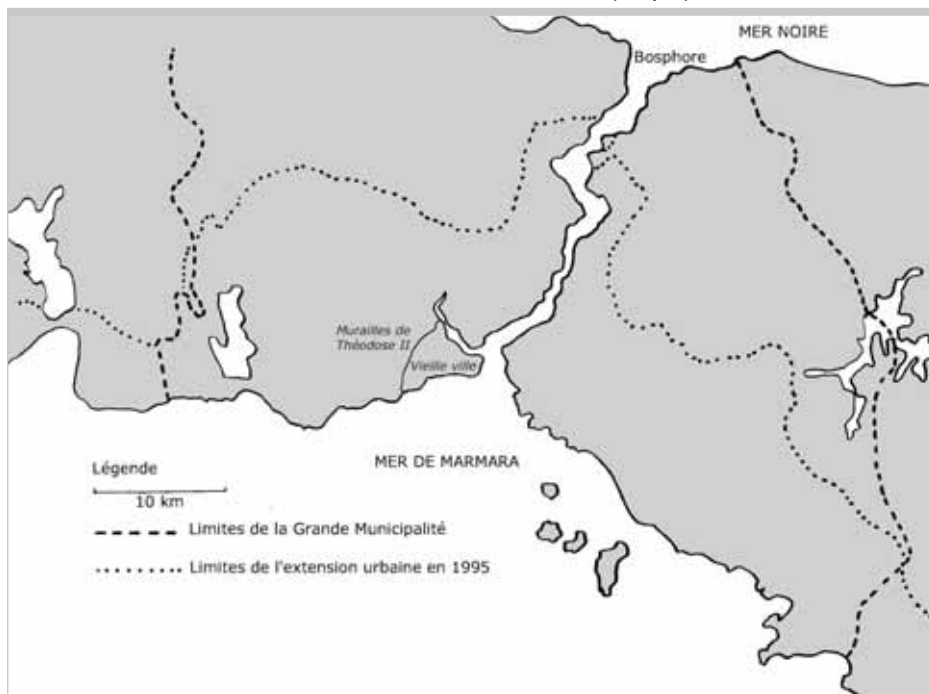 MER NOIRE
Bosphore
Murailles de
Théodose II
Vieille ville
MER DE MARMARA
Légende
10 km
Limites de la Grande Municipalité
Limites de l'extension urbaine en 1995